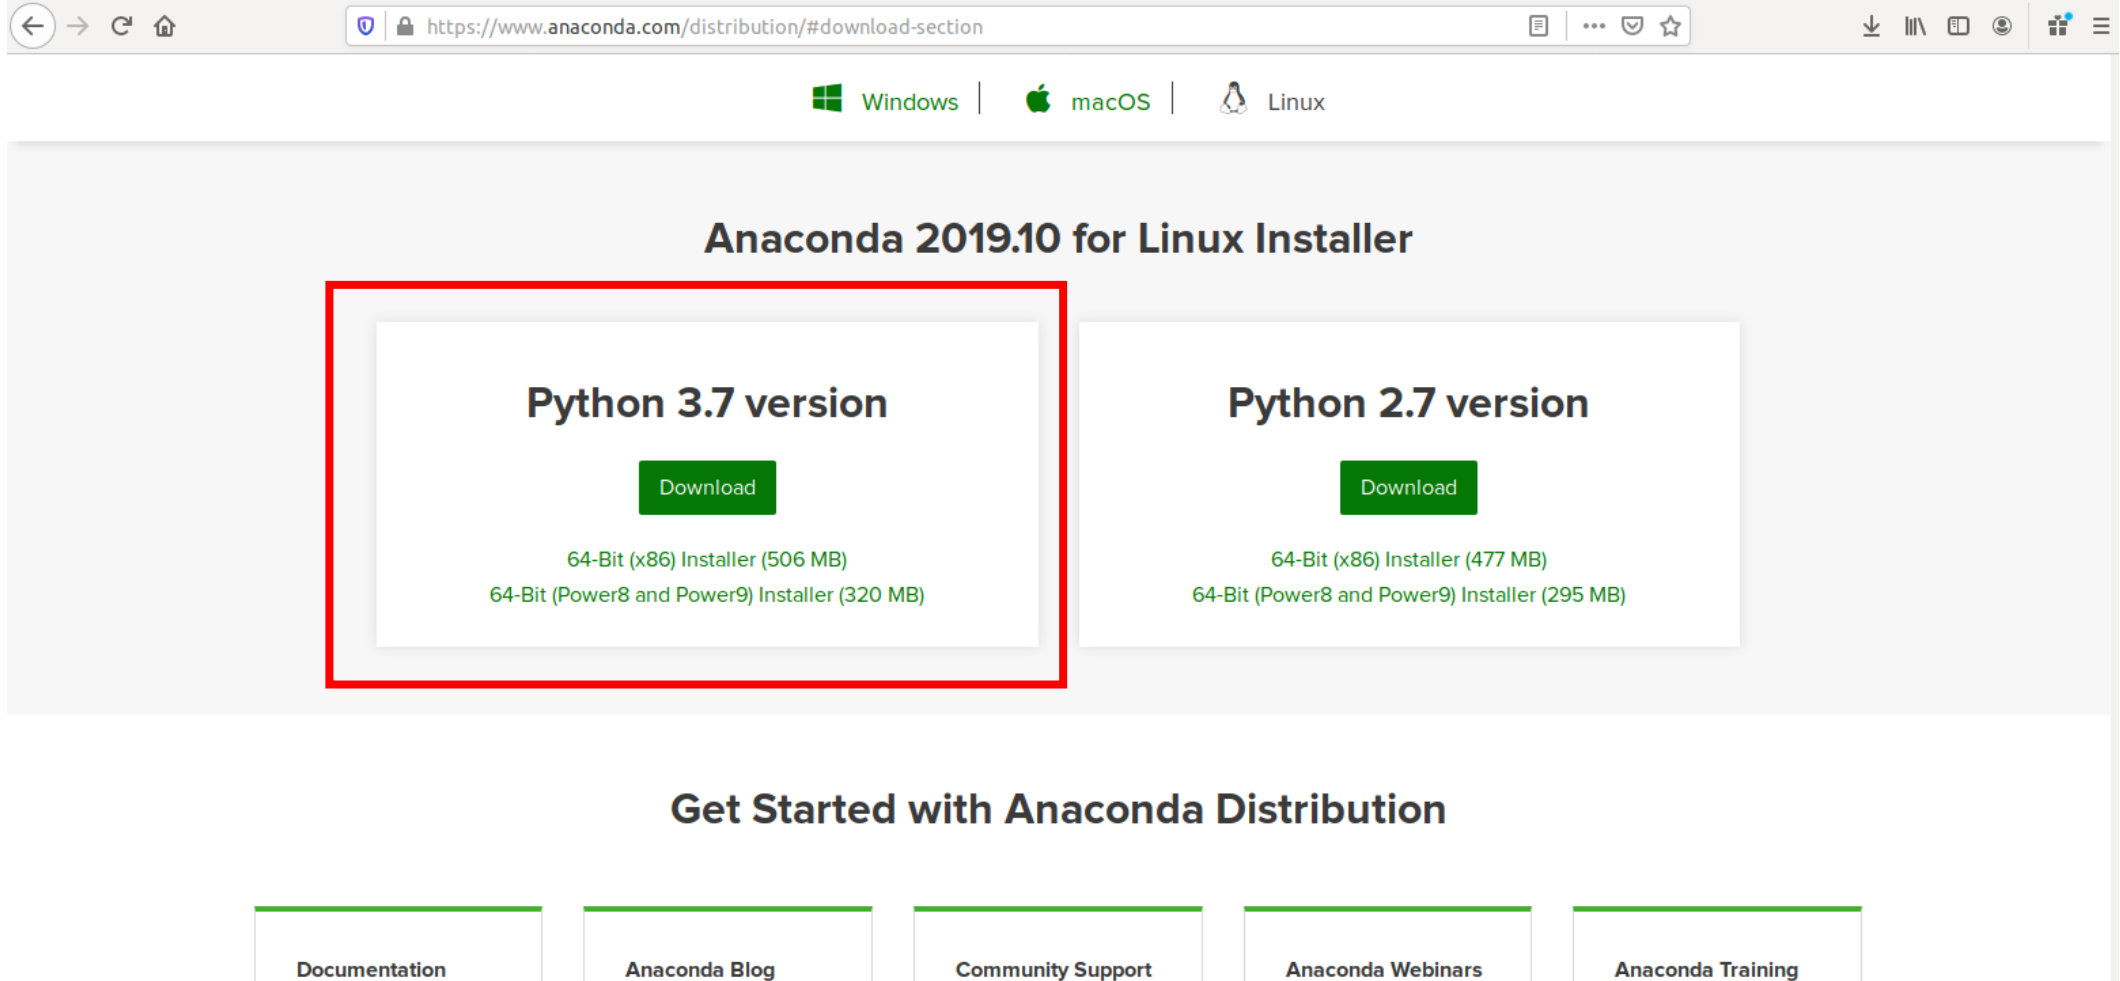 https://www.anaconda.com/distribution/#download-section
Windows
macOS
Linux
Anaconda 2019.10 for Linux Installer
Python 3.7 version
Download
64-Bit (x86) Installer (506 MB)
64-Bit (Power8 and Power9) Installer (320 MB)
Python 2.7 version
Download
64-Bit (x86) Installer (477 MB)
64-Bit (Power8 and Power9) Installer (295 MB)
Get Started with Anaconda Distribution
Documentation
Anaconda Blog
Community Support
Anaconda Webinars
Anaconda Training